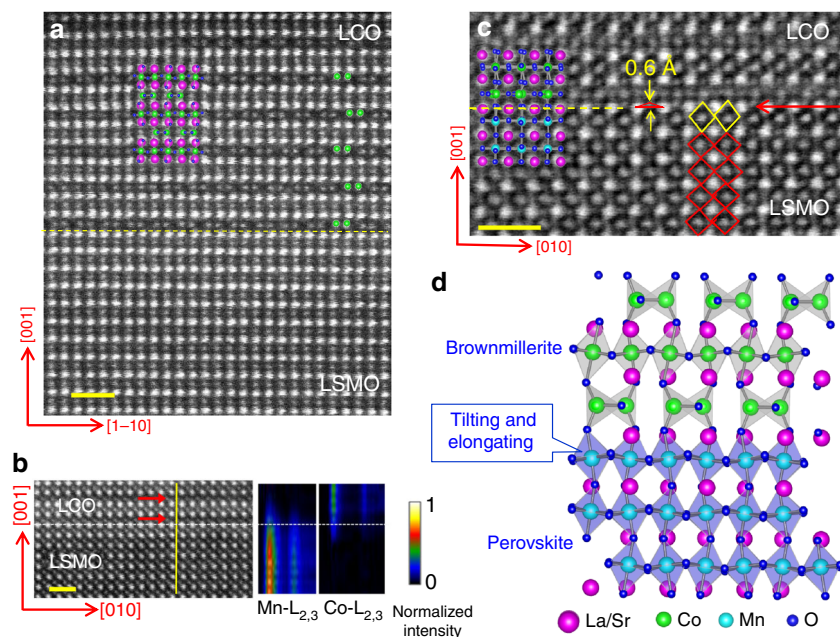 a
LCO
[001]
LSMO
[1–10]
b
[001]
LCO
LSMO
[010]
Mn-L2,3
Co-L2,3
1
0
Normalized
intensity
c
LCO
0.6 Å
[001]
LSMO
[010]
d
Brownmillerite
Tilting and
elongating
Perovskite
La/Sr
Co
Mn
O